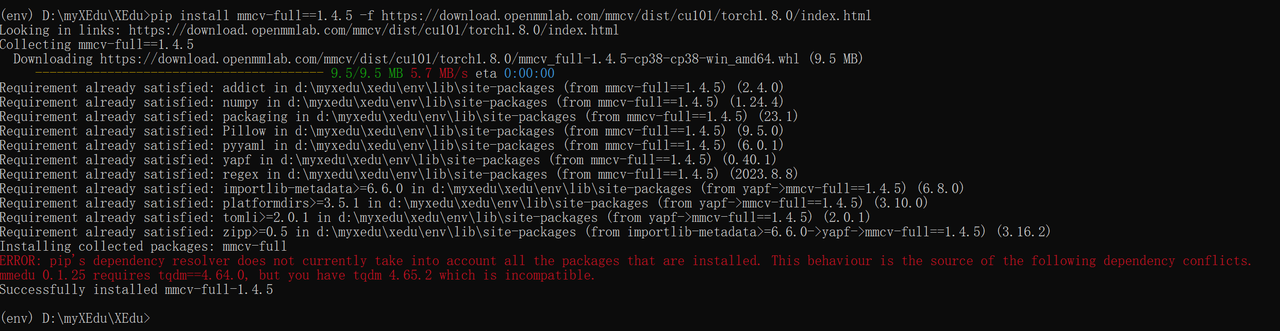 (env) D:\myXEdu\XEdu>pip install mmcv-full==1.4.5 -f https://download.openmmlab.com/mmcv/dist/cu101/torch1.8.0/index.html
Looking in links: https://download.openmmlab.com/mmcv/dist/cu101/torch1.8.0/index.html
Collecting mmcv-full==1.4.5
  Downloading https://download.openmmlab.com/mmcv/dist/cu101/torch1.8.0/mmcv_full-1.4.5-cp38-cp38-win_amd64.whl (9.5 MB)
     ---------------------------------------- 9.5/9.5 MB 5.7 MB/s eta 0:00:00
Requirement already satisfied: addict in d:\myxedu\xedu\env\lib\site-packages (from mmcv-full==1.4.5) (2.4.0)
Requirement already satisfied: numpy in d:\myxedu\xedu\env\lib\site-packages (from mmcv-full==1.4.5) (1.24.4)
Requirement already satisfied: packaging in d:\myxedu\xedu\env\lib\site-packages (from mmcv-full==1.4.5) (23.1)
Requirement already satisfied: Pillow in d:\myxedu\xedu\env\lib\site-packages (from mmcv-full==1.4.5) (9.5.0)
Requirement already satisfied: pyyaml in d:\myxedu\xedu\env\lib\site-packages (from mmcv-full==1.4.5) (6.0.1)
Requirement already satisfied: yapf in d:\myxedu\xedu\env\lib\site-packages (from mmcv-full==1.4.5) (0.40.1)
Requirement already satisfied: regex in d:\myxedu\xedu\env\lib\site-packages (from mmcv-full==1.4.5) (2023.8.8)
Requirement already satisfied: importlib-metadata>=6.6.0 in d:\myxedu\xedu\env\lib\site-packages (from yapf->mmcv-full==1.4.5) (6.8.0)
Requirement already satisfied: platformdirs>=3.5.1 in d:\myxedu\xedu\env\lib\site-packages (from yapf->mmcv-full==1.4.5) (3.10.0)
Requirement already satisfied: tomli>=2.0.1 in d:\myxedu\xedu\env\lib\site-packages (from yapf->mmcv-full==1.4.5) (2.0.1)
Requirement already satisfied: zipp>=0.5 in d:\myxedu\xedu\env\lib\site-packages (from importlib-metadata>=6.6.0->yapf->mmcv-full==1.4.5) (3.16.2)
Installing collected packages: mmcv-full
ERROR: pip's dependency resolver does not currently take into account all the packages that are installed. This behaviour is the source of the following dependency conflicts.
mmedu 0.1.25 requires tqdm==4.64.0, but you have tqdm 4.65.2 which is incompatible.
Successfully installed mmcv-full-1.4.5
(env) D:\myXEdu\XEdu>